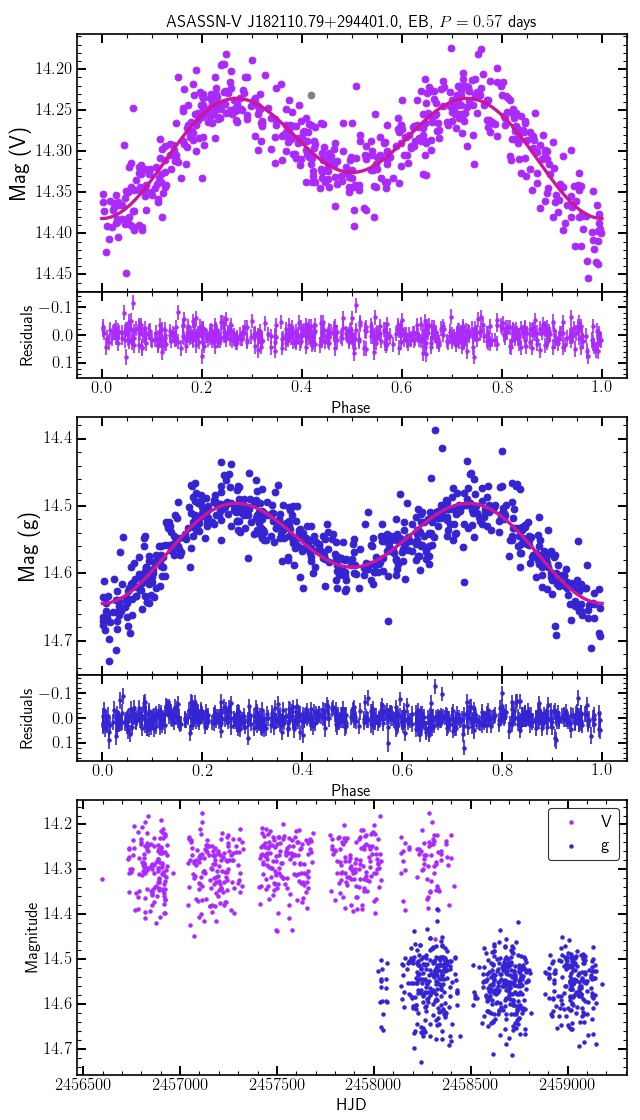 ASASSN-V J182110.79+294401.0, EB, P = 0.57 days
Mag (V)
14.20
14.25
14.30
14.35
14.40
14.45
Residuals
−0.1
0.0
0.1
0.0 0.2 0.4 0.6 0.8 1.0
Phase
Mag (g)
14.4
14.5
14.6
14.7
Residuals
−0.1
0.0
0.1
0.0 0.2 0.4 0.6 0.8 1.0
Phase
V
g
Magnitude
14.2
14.3
14.4
14.5
14.6
14.7
2456500 2457000 2457500 2458000 2458500 2459000
HJD